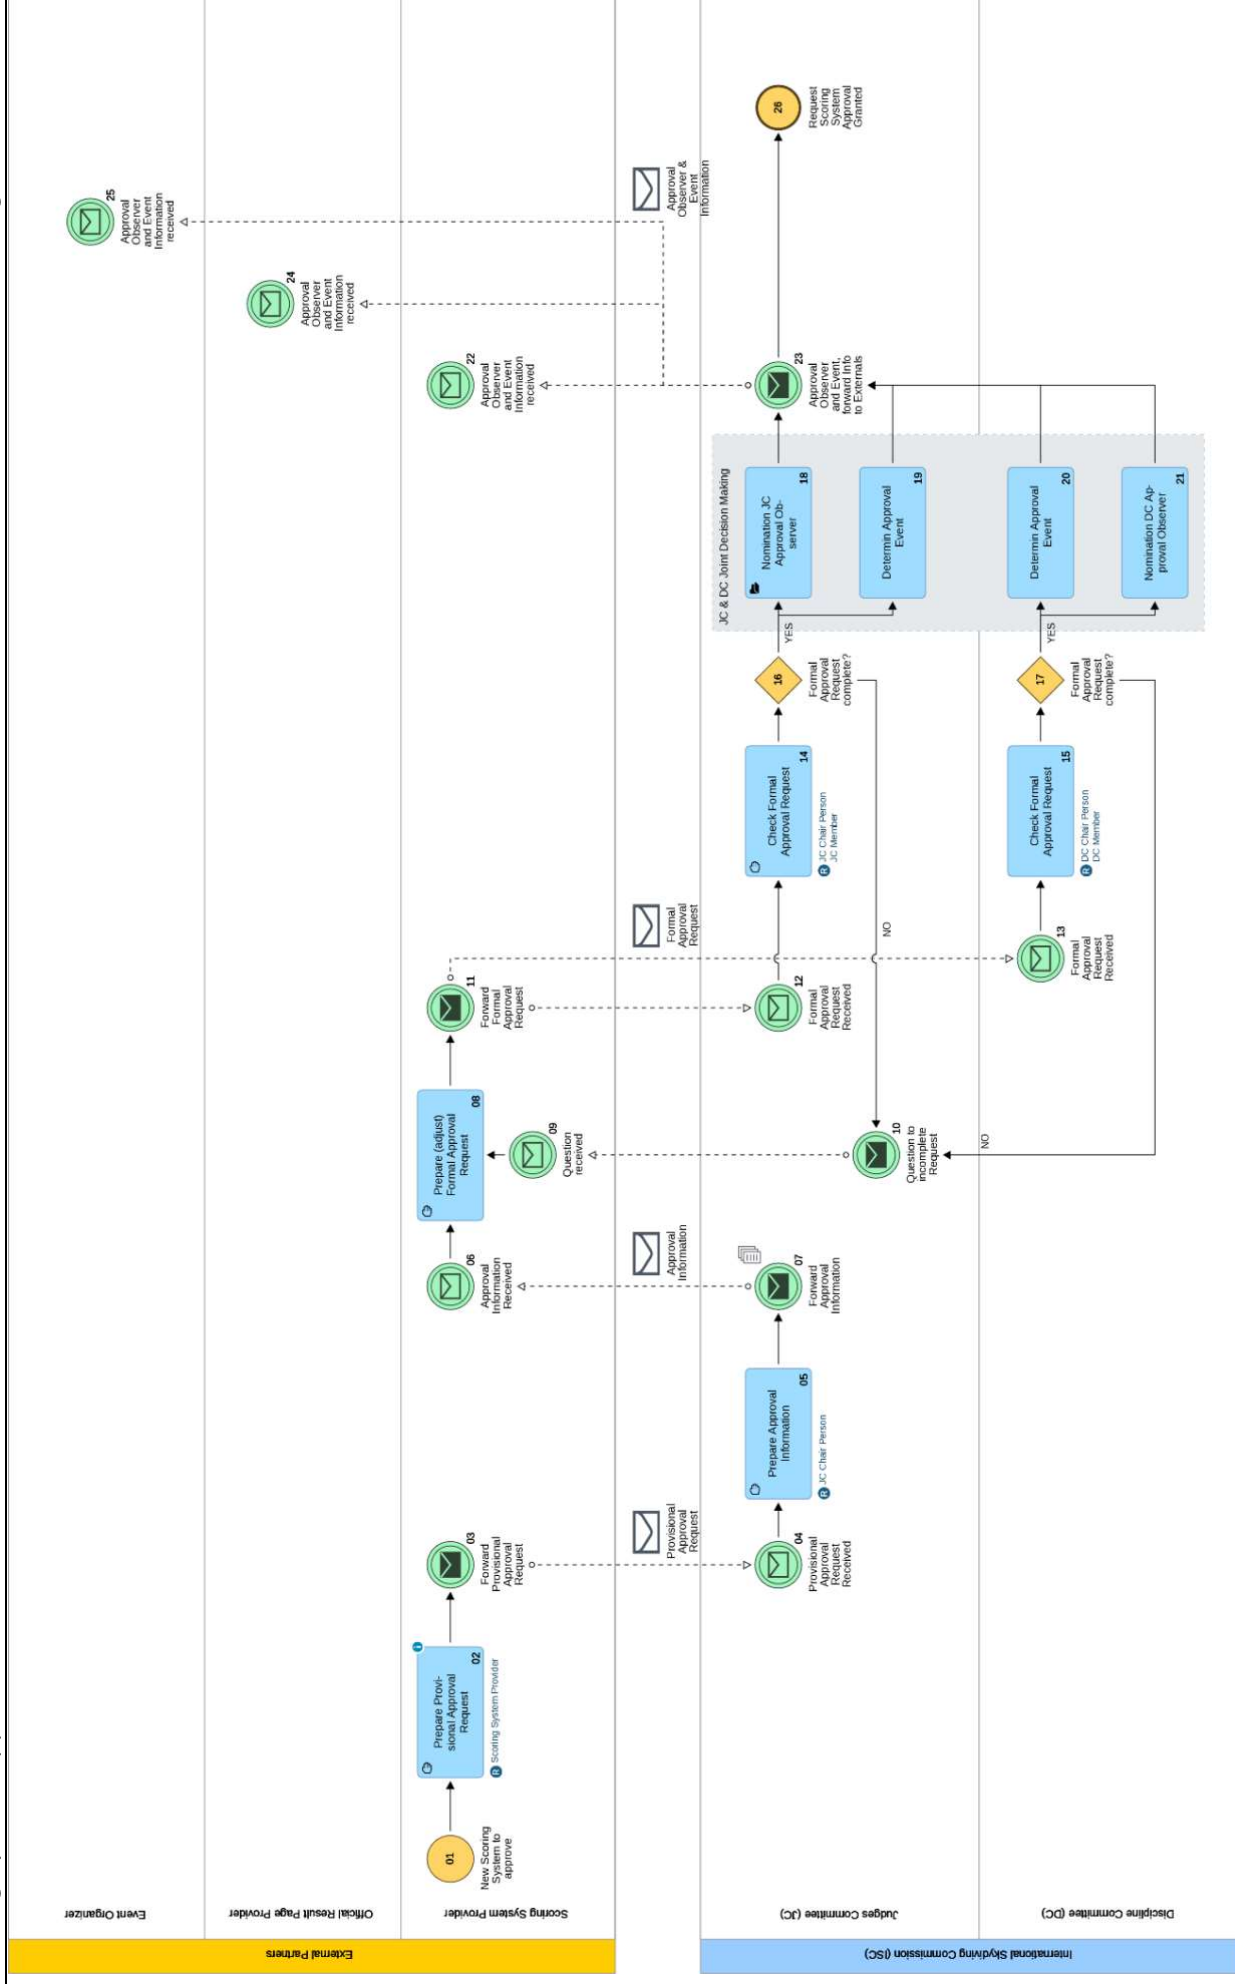 External Partners
Event Organizer
Official Result Page Provider
Scoring System Provider
International Skydiving Commission (ISC)
Judges Committee (JC)
Discipline Committee (DC)
01
New Scoring
System to
approve
Prepare Provi-
sional Approval
Request
02
R Scoring System Provider
03
Forward
Provisional
Approval
Request
Provisional
Approval
Request
04
Provisional
Approval
Request
Received
Prepare Approval
Information
05
R JC Chair Person
07
Forward
Approval
Information
Approval
Information
06
Approval
Information
Received
Prepare (adjust)
Formal Approval
Request
08
09
Question
received
10
Question to
incomplete
Request
11
Forward
Formal
Approval
Request
Formal
Approval
Request
12
Formal
Approval
Request
Received
13
Formal
Approval
Request
Received
Check Formal
Approval Request
14
R JC Chair Person
JC Member
Check Formal
Approval Request
15
R DC Chair Person
DC Member
16
Formal
Approval
Request
complete?
NO
YES
17
Formal
Approval
Request
complete?
NO
YES
JC & DC Joint Decision Making
Nomination JC
Approval Ob-
server
18
Determin Approval
Event
19
Determin Approval
Event
20
Nomination DC Ap-
proval Observer
21
23
Approval
Observer
and Event,
forward Info
to Externals
22
Approval
Observer
and Event
Information
received
24
Approval
Observer
and Event
Information
received
25
Approval
Observer
and Event
Information
received
Approval
Observer &
Event
Information
26
Request
Scoring
System
Approval
Granted